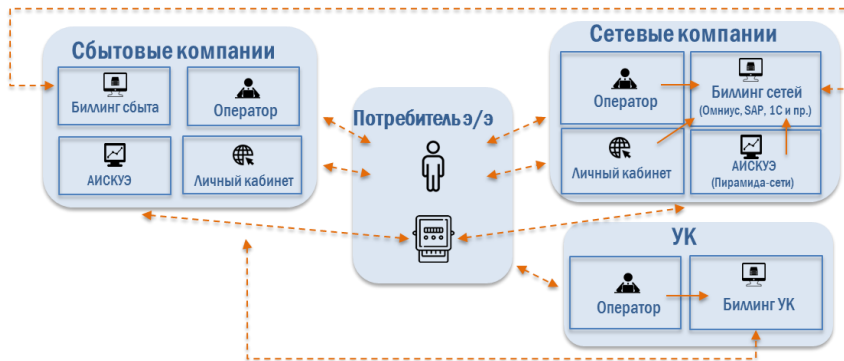 Сбытовые компании
Биллинг сбыта
Оператор
АИСКУЭ
Личный кабинет
Потребитель э/э
Сетевые компании
Оператор
Биллинг сетей
(Омниус, SAP, 1С и пр.)
Личный кабинет
АИСКУЭ
(Пирамида-сети)
УК
Оператор
Биллинг УК